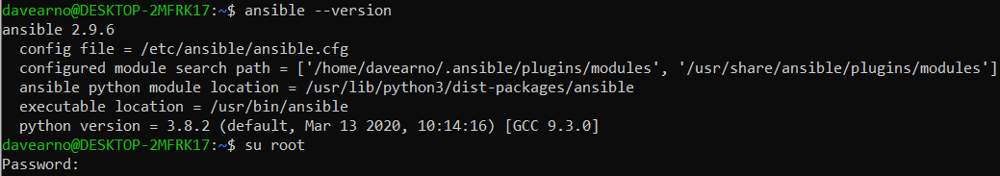 davearno@DESKTOP-2MFRK17:~$ ansible --version
ansible 2.9.6
  config file = /etc/ansible/ansible.cfg
  configured module search path = ['/home/davearno/.ansible/plugins/modules', '/usr/share/ansible/plugins/modules']
  ansible python module location = /usr/lib/python3/dist-packages/ansible
  executable location = /usr/bin/ansible
  python version = 3.8.2 (default, Mar 13 2020, 10:14:16) [GCC 9.3.0]
davearno@DESKTOP-2MFRK17:~$ su root
Password: